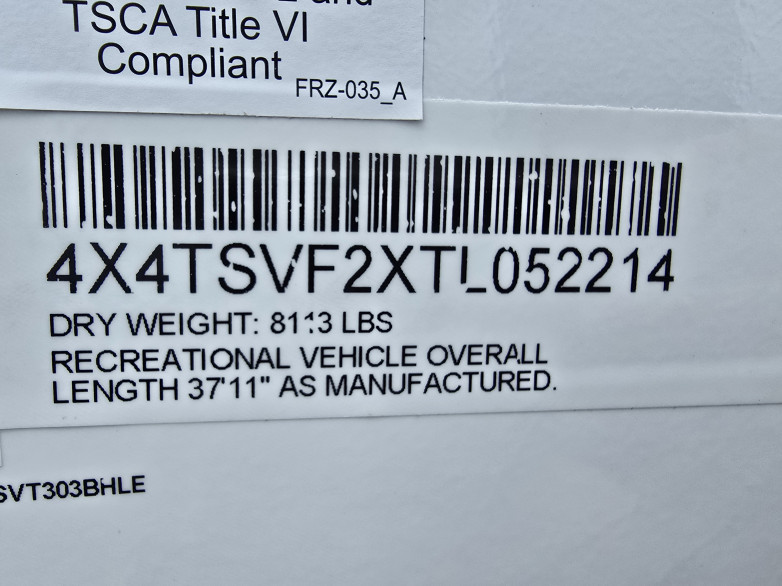 TSCA Title VI
Compliant
FRZ-035_A
4X4TSVF2XTL052214
DRY WEIGHT: 8113 LBS
RECREATIONAL VEHICLE OVERALL
LENGTH 37'11" AS MANUFACTURED.
SVT303BHLE